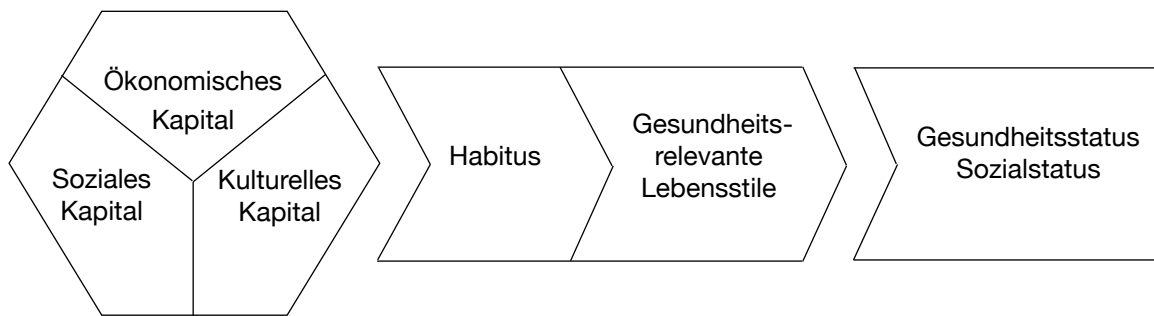 Ökonomisches
Kapital
Soziales
Kapital
Kulturelles
Kapital
Habitus
Gesundheits-
relevante
Lebensstile
Gesundheitsstatus
Sozialstatus